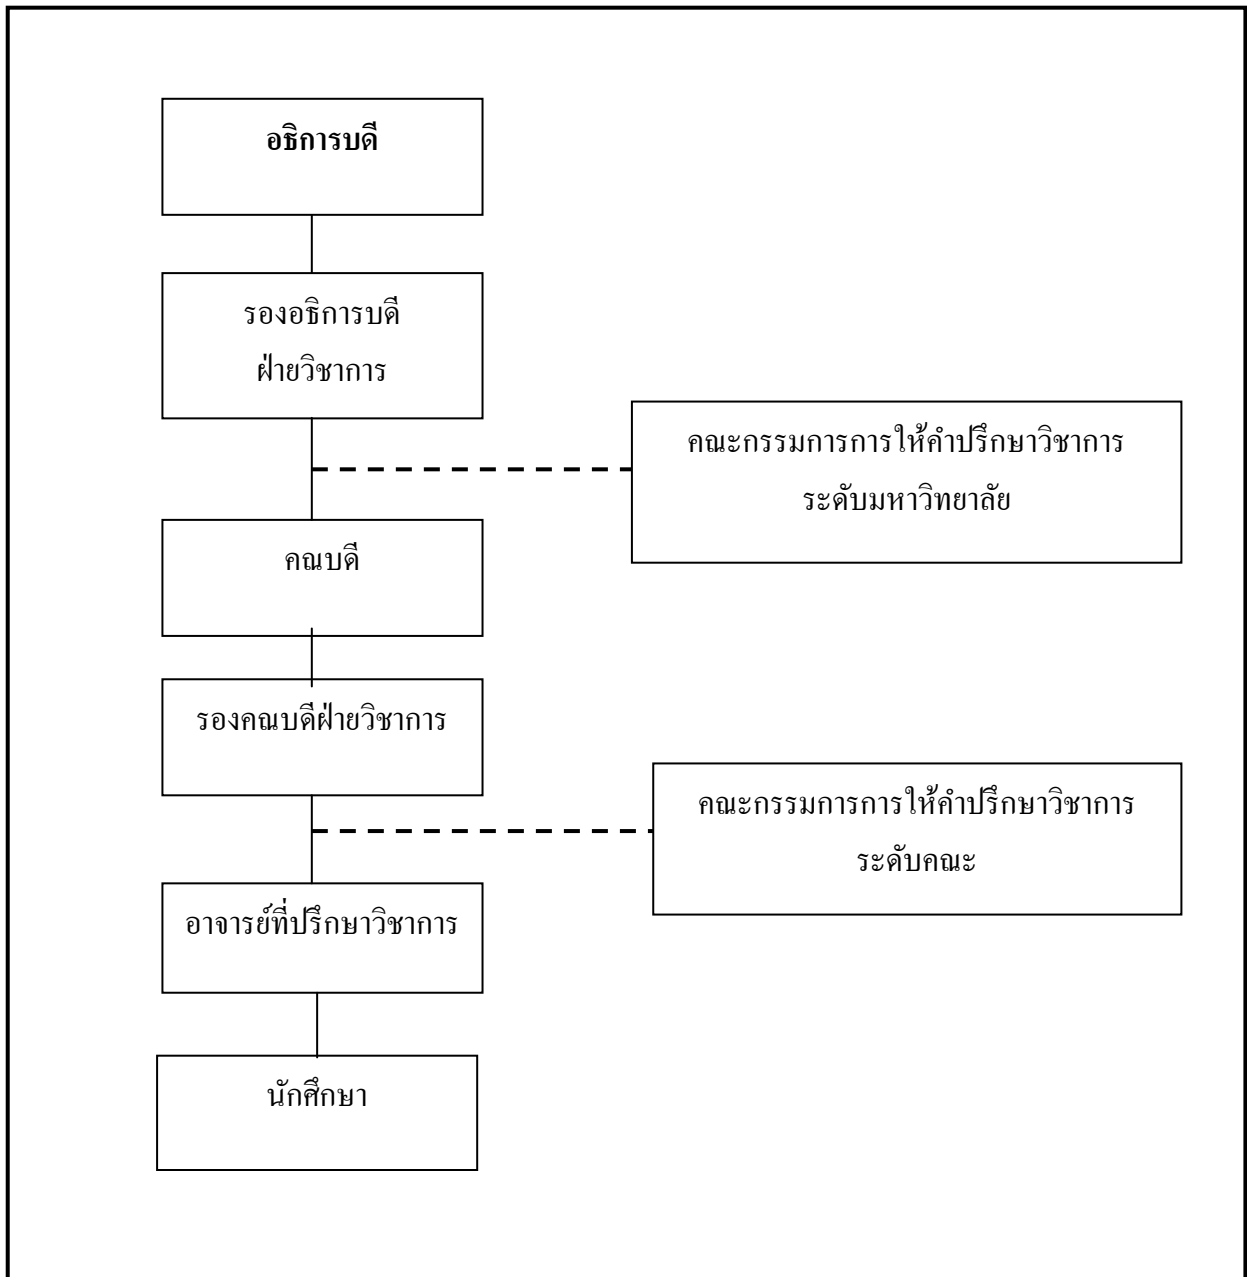 อธิการบดี
รองอธิการบดี
ฝ่ายวิชาการ
คณะกรรมการการให้คำปรึกษาวิชาการ
ระดับมหาวิทยาลัย
คณบดี
รองคณบดีฝ่ายวิชาการ
คณะกรรมการการให้คำปรึกษาวิชาการ
ระดับคณะ
อาจารย์ที่ปรึกษาวิชาการ
นักศึกษา